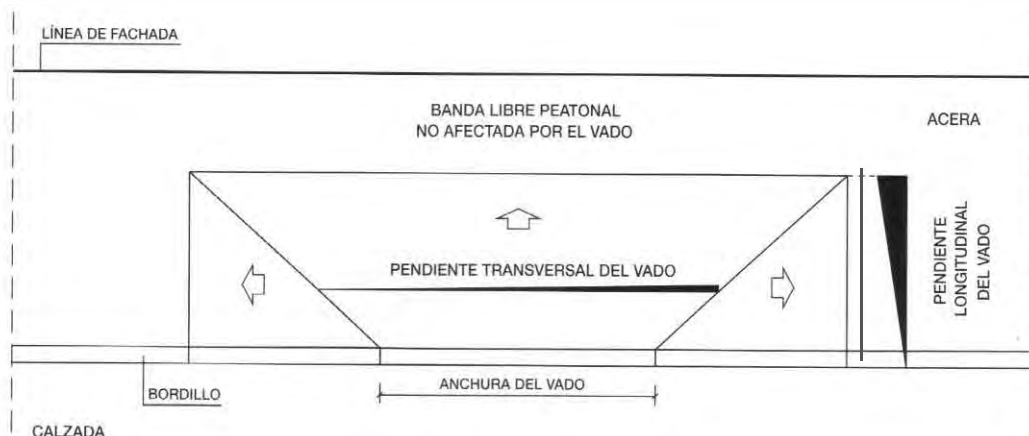 LÍNEA DE FACHADA
BANDA LIBRE PEATONAL
NO AFECTADA POR EL VADO
ACERA
PENDIENTE TRANSVERSAL DEL VADO
PENDIENTE
LONGITUDINAL
DEL VADO
ANCHURA DEL VADO
BORDILLO
CALZADA